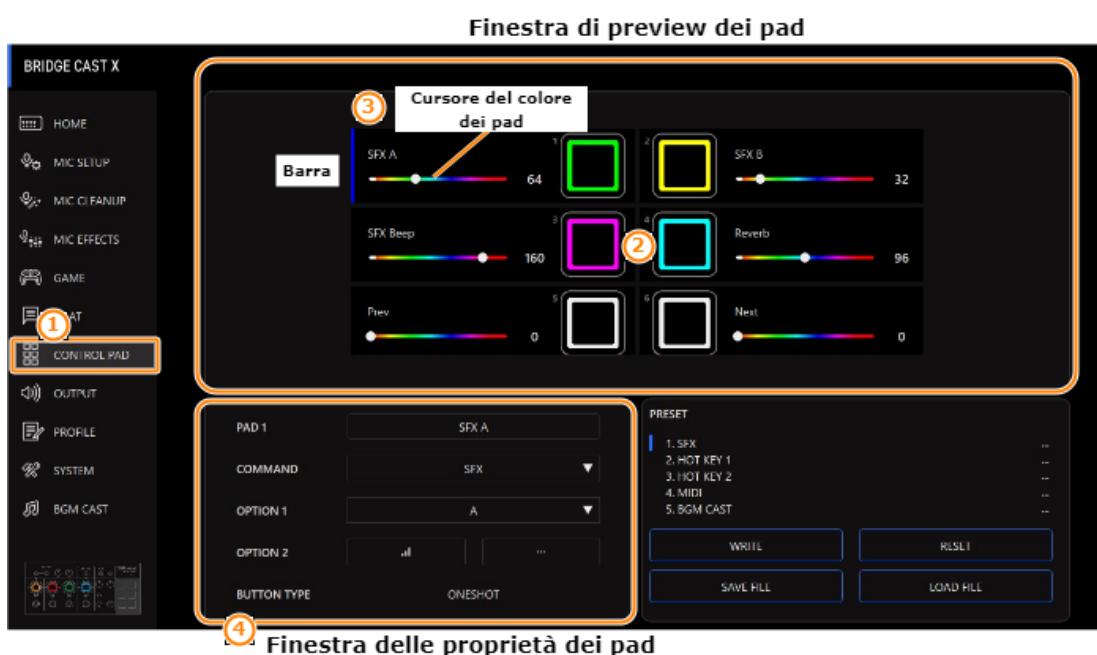 Finestra di preview dei pad
BRIDGE CAST X
HOME
MIC SETUP
MIC CLEANUP
MIC EFFECTS
GAME
1
CONTROL PAD
OUTPUT
PROFILE
SYSTEM
BGM CAST
3
Cursore del colore
dei pad
Barra
SFX A
64
1
2
SFX B
32
SFX Beep
160
3
2
4
Reverb
96
Prev
0
5
6
Next
0
PAD 1
SFX A
COMMAND
SFX
OPTION 1
A
OPTION 2
...
BUTTON TYPE
ONESHOT
PRESET
1. SFX ...
2. HOT KEY 1 ...
3. HOT KEY 2 ...
4. MIDI ...
5. BGM CAST ...
WRITE
RESET
SAVE FILE
LOAD FILE
4
Finestra delle proprietà dei pad